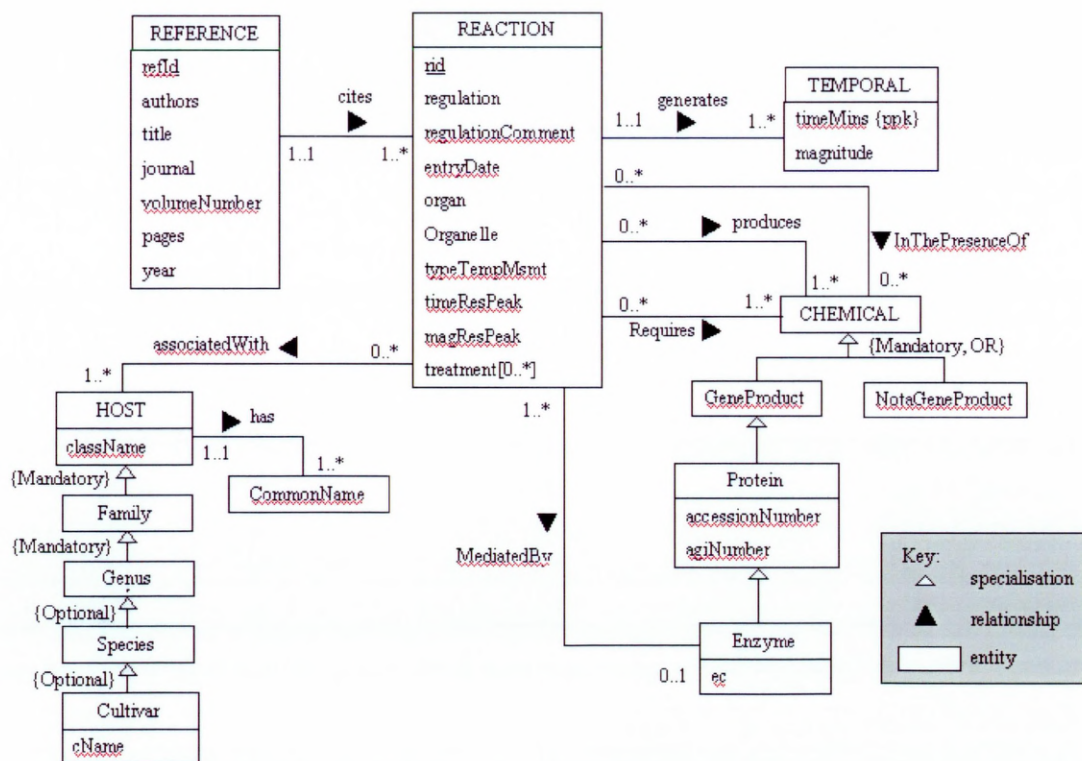 REFERENCE
refId
authors
title
journal
volumeNumber
pages
year
cites
1..1
1..*
REACTION
rid
regulation
regulationComment
entryDate
organ
Organelle
typeTempMsmt
timeResPeak
magResPeak
treatment[0..*]
generates
1..1
1..*
TEMPORAL
timeMins {ppk}
magnitude
0..*
InThePresenceOf
0..*
0..*
produces
1..*
0..*
Requires
1..*
CHEMICAL
{Mandatory, OR}
GeneProduct
NotaGeneProduct
Protein
accessionNumber
agiNumber
Enzyme
ec
1..*
MediatedBy
0..1
associatedWith
0..*
1..*
HOST
className
has
1..1
1..*
CommonName
{Mandatory}
Family
{Mandatory}
Genus
{Optional}
Species
{Optional}
Cultivar
cName
Key:
specialisation
relationship
entity